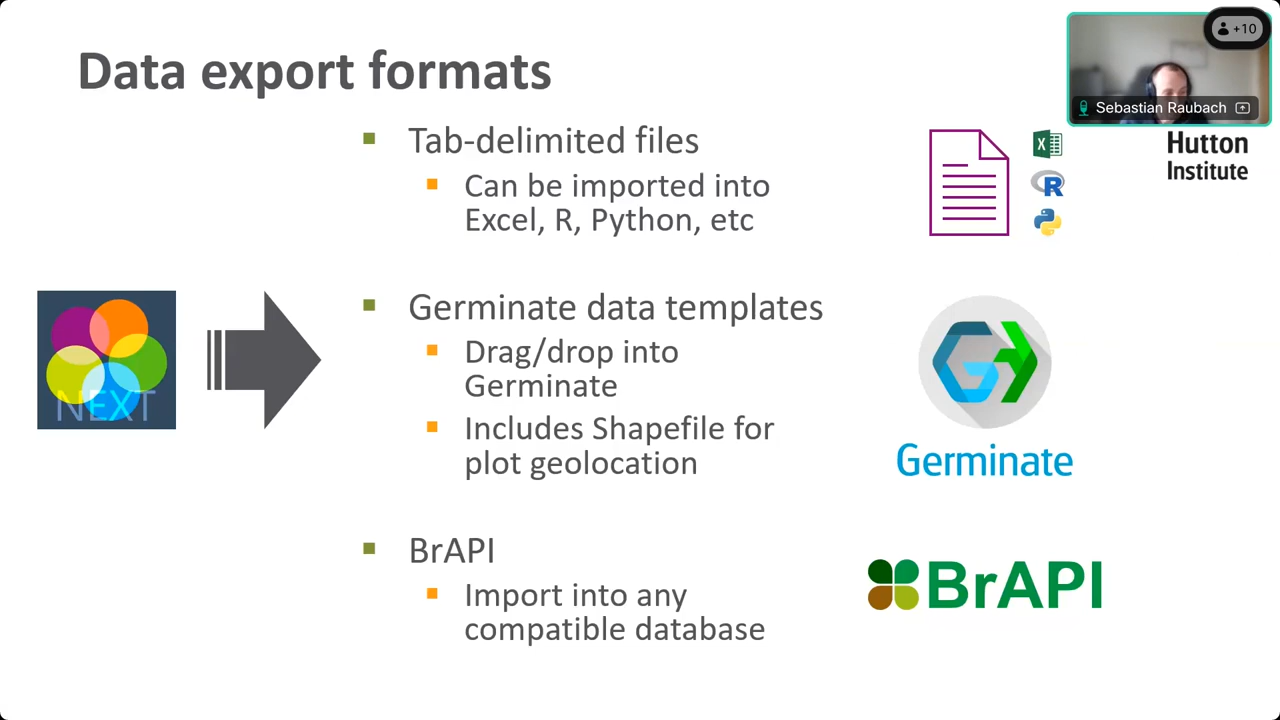 Data export formats
+10
Sebastian Raubach
Hutton
Institute
Tab-delimited files
Can be imported into
Excel, R, Python, etc
X
R
NEXT
Germinate data templates
Drag/drop into
Germinate
Includes Shapefile for
plot geolocation
Germinate
BrAPI
Import into any
compatible database
BrAPI